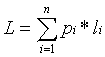 L = \sum_{i=1}^{n} p_i * l_i